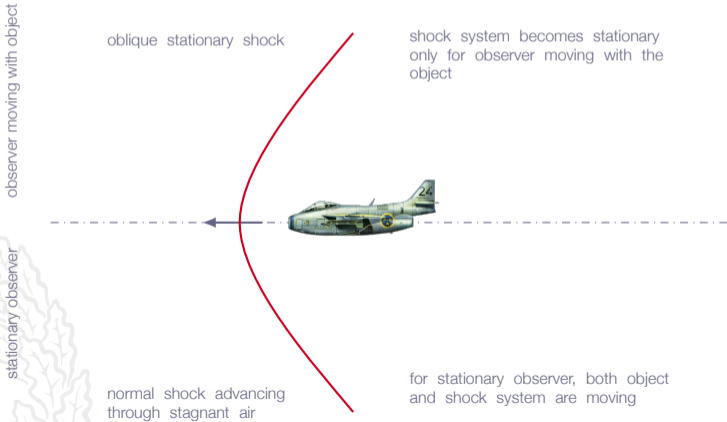 observer moving with object
oblique stationary shock
shock system becomes stationary
only for observer moving with the
object
24
stationary observer
normal shock advancing
through stagnant air
for stationary observer, both object
and shock system are moving